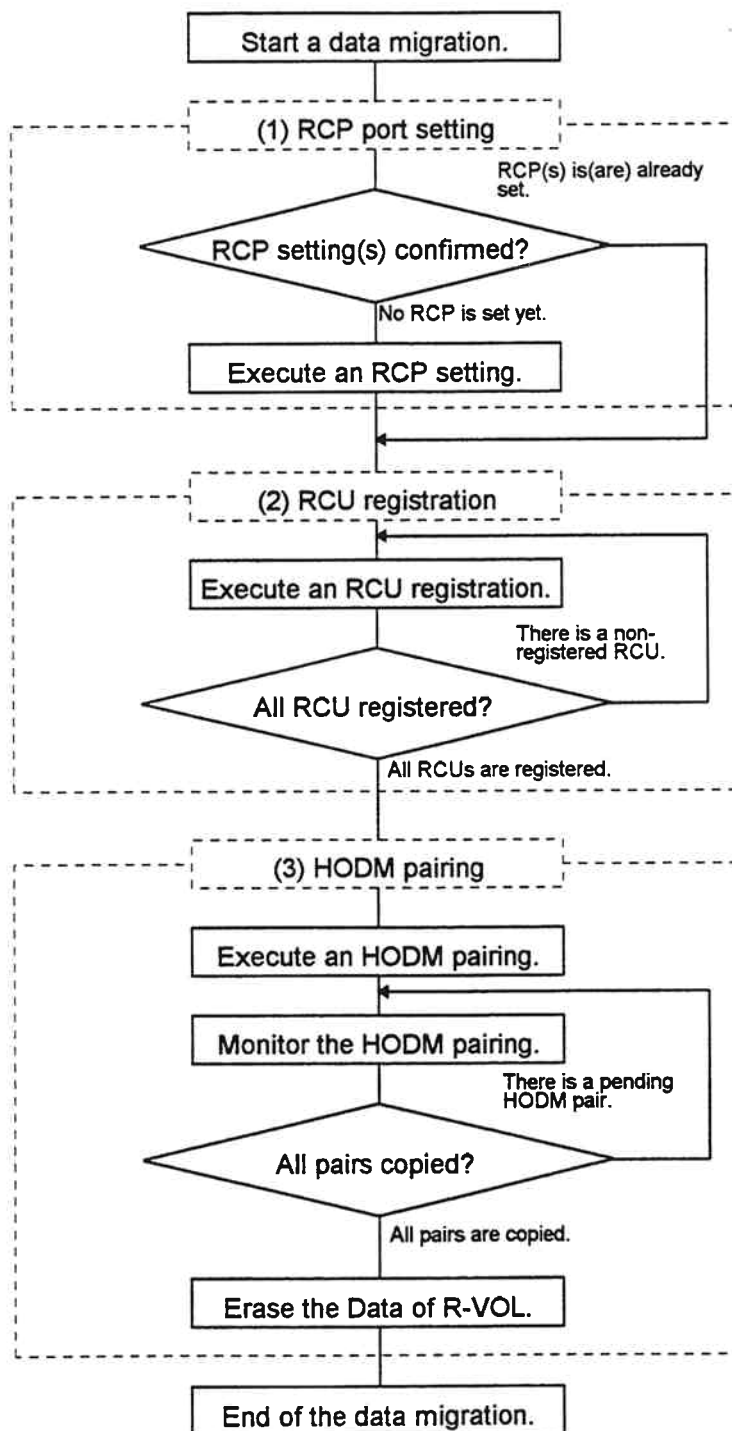 Start a data migration.
(1) RCP port setting
RCP(s) is(are) already
set.
RCP setting(s) confirmed?
No RCP is set yet.
Execute an RCP setting.
(2) RCU registration
Execute an RCU registration.
There is a non-
registered RCU.
All RCU registered?
All RCUs are registered.
(3) HODM pairing
Execute an HODM pairing.
Monitor the HODM pairing.
There is a pending
HODM pair.
All pairs copied?
All pairs are copied.
Erase the Data of R-VOL.
End of the data migration.